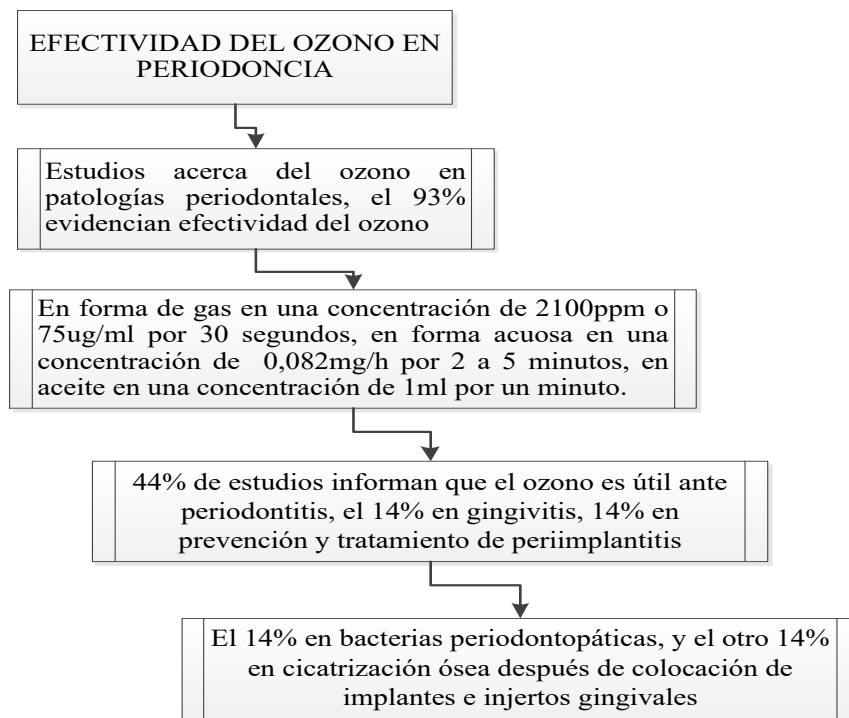 EFECTIVIDAD DEL OZONO EN
PERIODONCIA
Estudios acerca del ozono en
patologías periodontales, el 93%
evidencian efectividad del ozono
En forma de gas en una concentración de 2100ppm o
75ug/ml por 30 segundos, en forma acuosa en una
concentración de 0,082mg/h por 2 a 5 minutos, en
aceite en una concentración de 1ml por un minuto.
44% de estudios informan que el ozono es útil ante
periodontitis, el 14% en gingivitis, 14% en
prevención y tratamiento de periimplantitis
El 14% en bacterias periodontopáticas, y el otro 14%
en cicatrización ósea después de colocación de
implantes e injertos gingivales